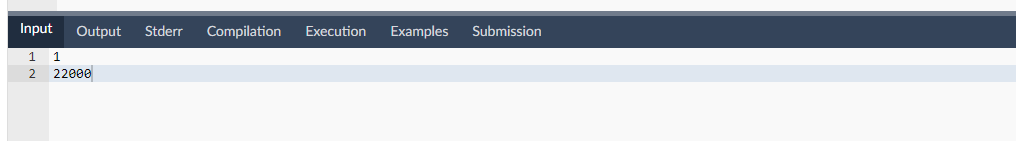 Input Output Stderr Compilation Execution Examples Submission
1 1
2 22000